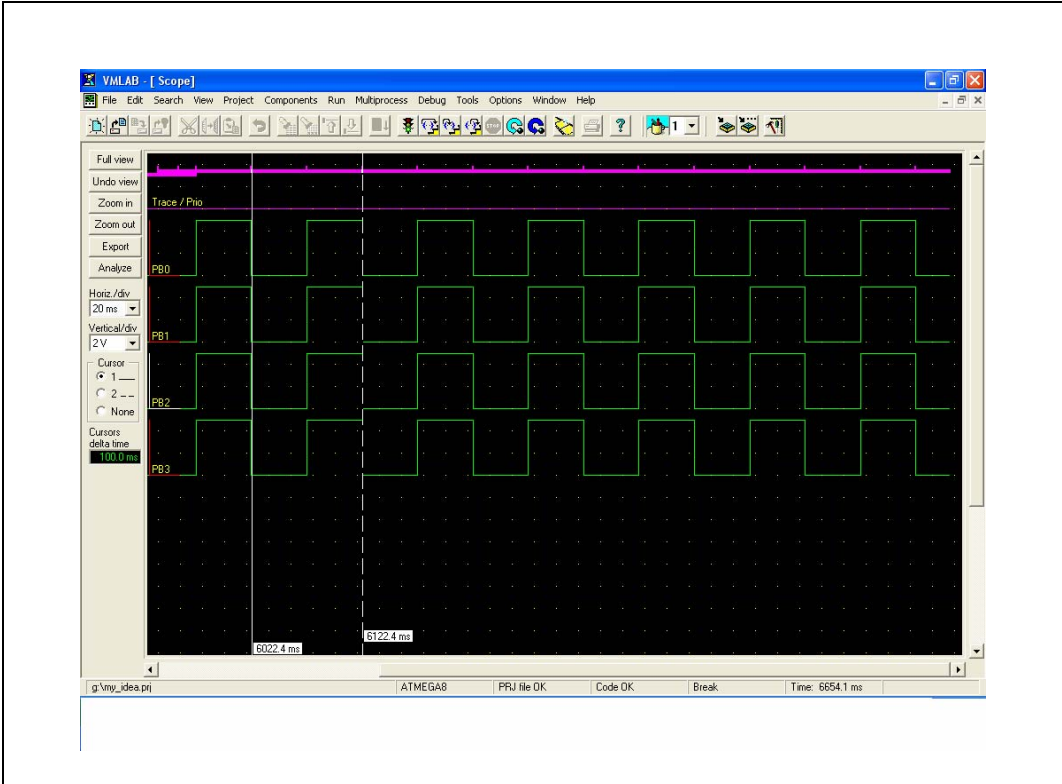 VMLAB - [ Scope]
File Edit Search View Project Components Run Multiprocess Debug Tools Options Window Help
1
Full view
Undo view
Zoom in
Zoom out
Export
Analyze
Horiz./div
20 ms
Vertical/div
2 V
Cursor
1
2
None
Cursors
delta time
100.0 ms
Trace / Prio
PB0
PB1
PB2
PB3
6122.4 ms
6022.4 ms
g:\my_idea.prj ATMEGA8 PRJ file OK Code OK Break Time: 6654.1 ms